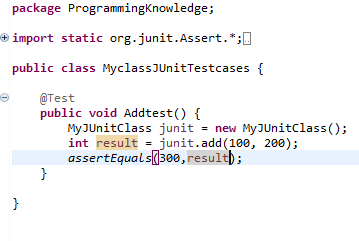 package ProgrammingKnowledge;
import static org.junit.Assert.*;
public class MyclassJUnitTestcases {
@Test
public void Addtest() {
MyJUnitClass junit = new MyJUnitClass();
int result = junit.add(100, 200);
assertEquals(300,result);
}
}